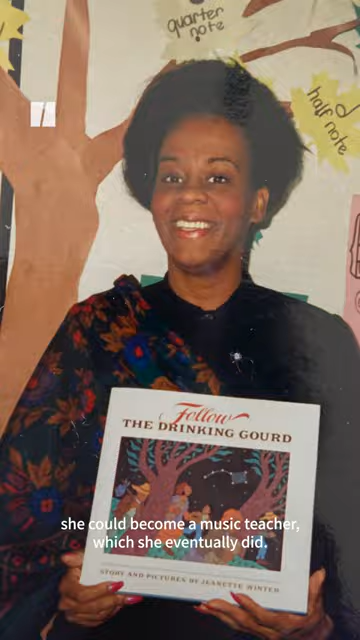 quarter
note
half note
Follow
THE DRINKING GOURD
STORY AND PICTURES BY JEANETTE WINTER
she could become a music teacher,
which she eventually did.